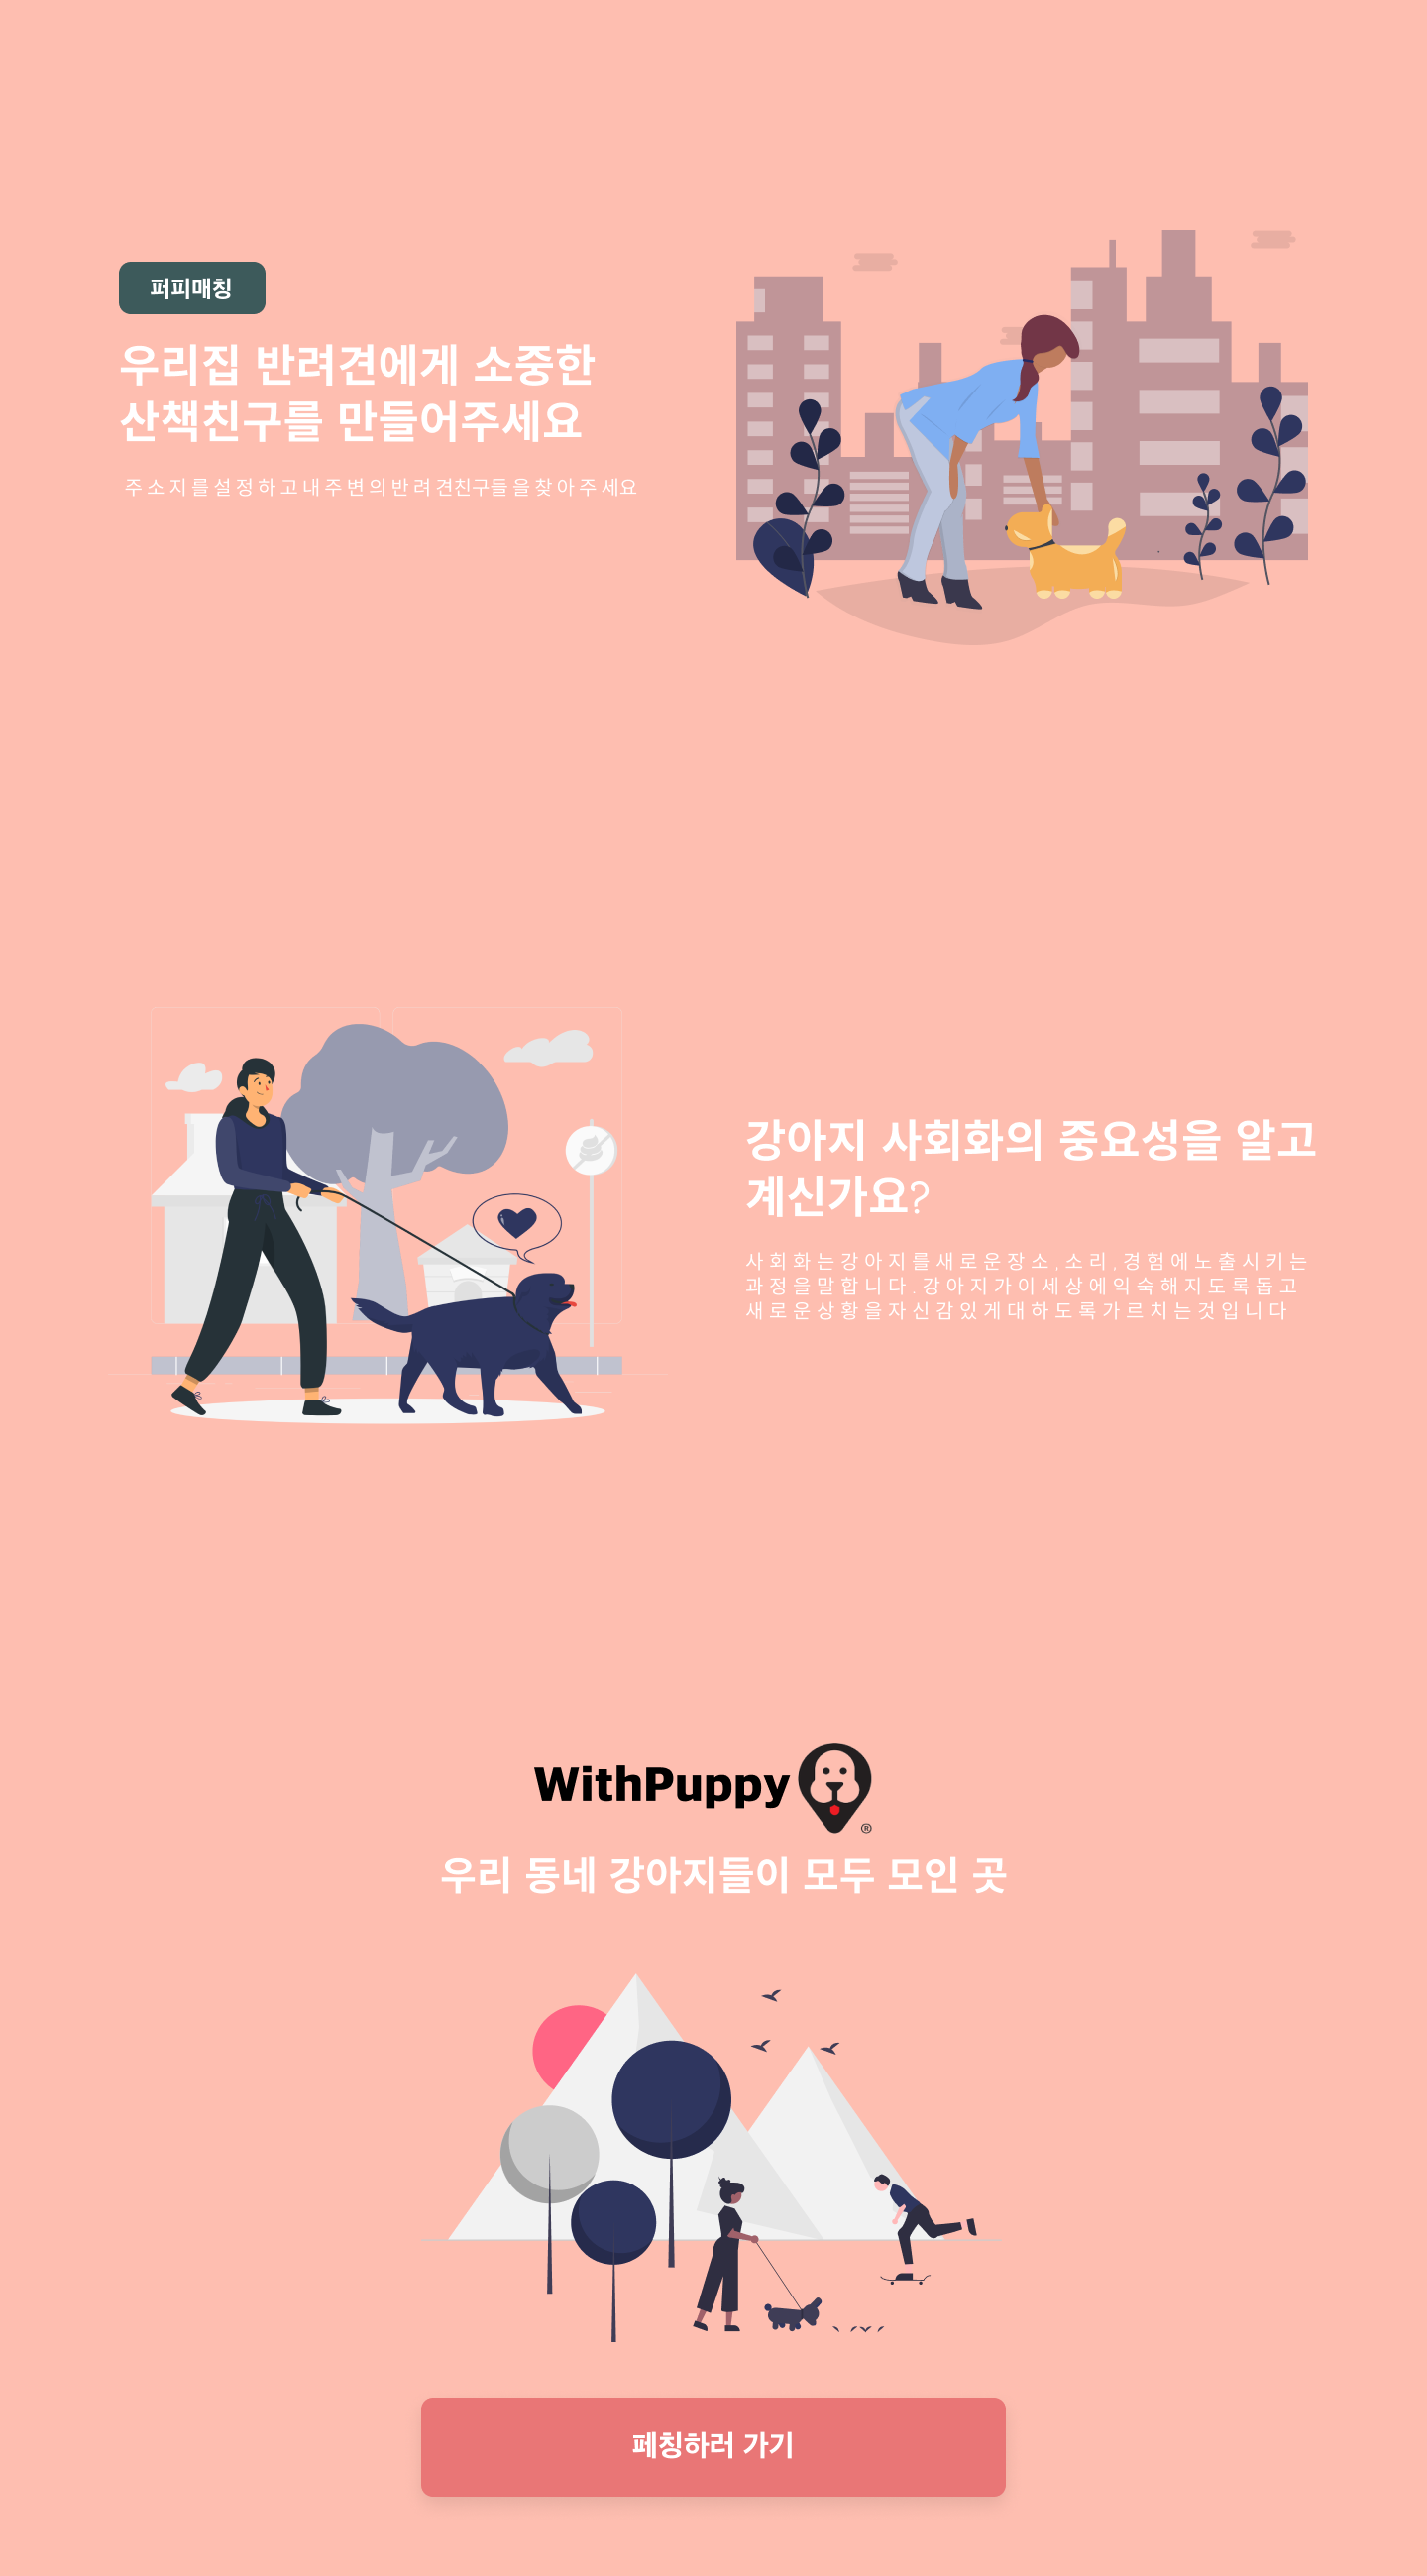 퍼피매칭
우리집 반려견에게 소중한
산책친구를 만들어주세요
주소지를설정하고내주변의반려견친구들을찾아주세요
강아지 사회화의 중요성을 알고
계신가요?
사회화는강아지를새로운장소,소리,경험에노출시키는
과정을말합니다.강아지가이세상에익숙해지도록돕고
새로운상황을자신감있게대하도록가르치는것입니다
WithPuppy
®
우리 동네 강아지들이 모두 모인 곳
페칭하러 가기